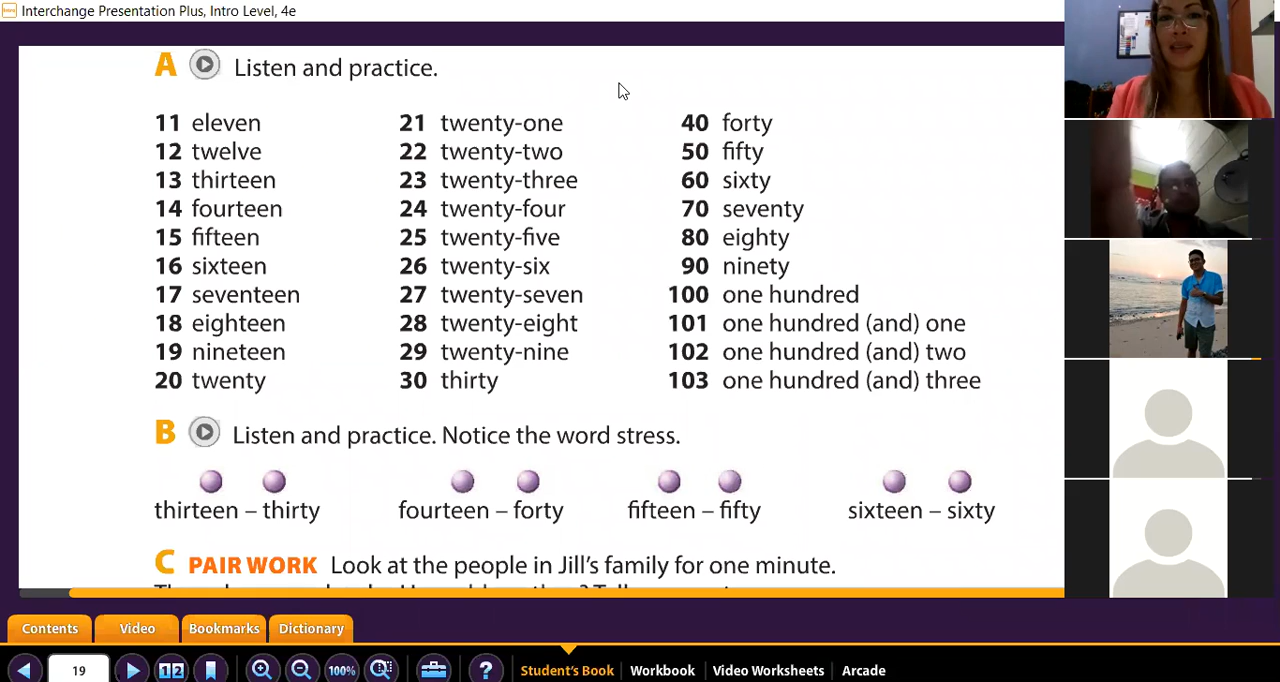 Interchange Presentation Plus, Intro Level, 4e
A Listen and practice.
11 eleven 21 twenty-one 40 forty
12 twelve 22 twenty-two 50 fifty
13 thirteen 23 twenty-three 60 sixty
14 fourteen 24 twenty-four 70 seventy
15 fifteen 25 twenty-five 80 eighty
16 sixteen 26 twenty-six 90 ninety
17 seventeen 27 twenty-seven 100 one hundred
18 eighteen 28 twenty-eight 101 one hundred (and) one
19 nineteen 29 twenty-nine 102 one hundred (and) two
20 twenty 30 thirty 103 one hundred (and) three
B Listen and practice. Notice the word stress.
thirteen – thirty fourteen – forty fifteen – fifty sixteen – sixty
C PAIR WORK Look at the people in Jill's family for one minute.
Contents Video Bookmarks Dictionary
19 1 2 100% ? Student's Book Workbook Video Worksheets Arcade